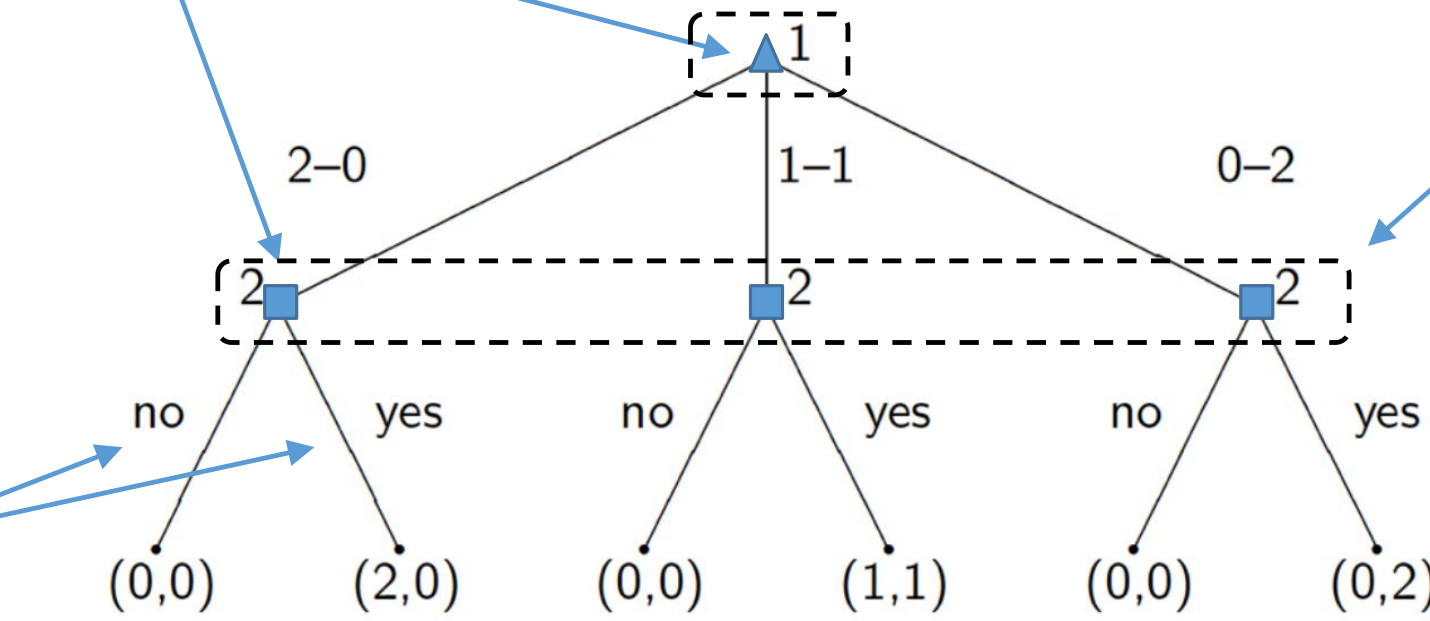 1
2–0 1–1 0–2
2 2 2
no yes no yes no yes
(0,0) (2,0) (0,0) (1,1) (0,0) (0,2)